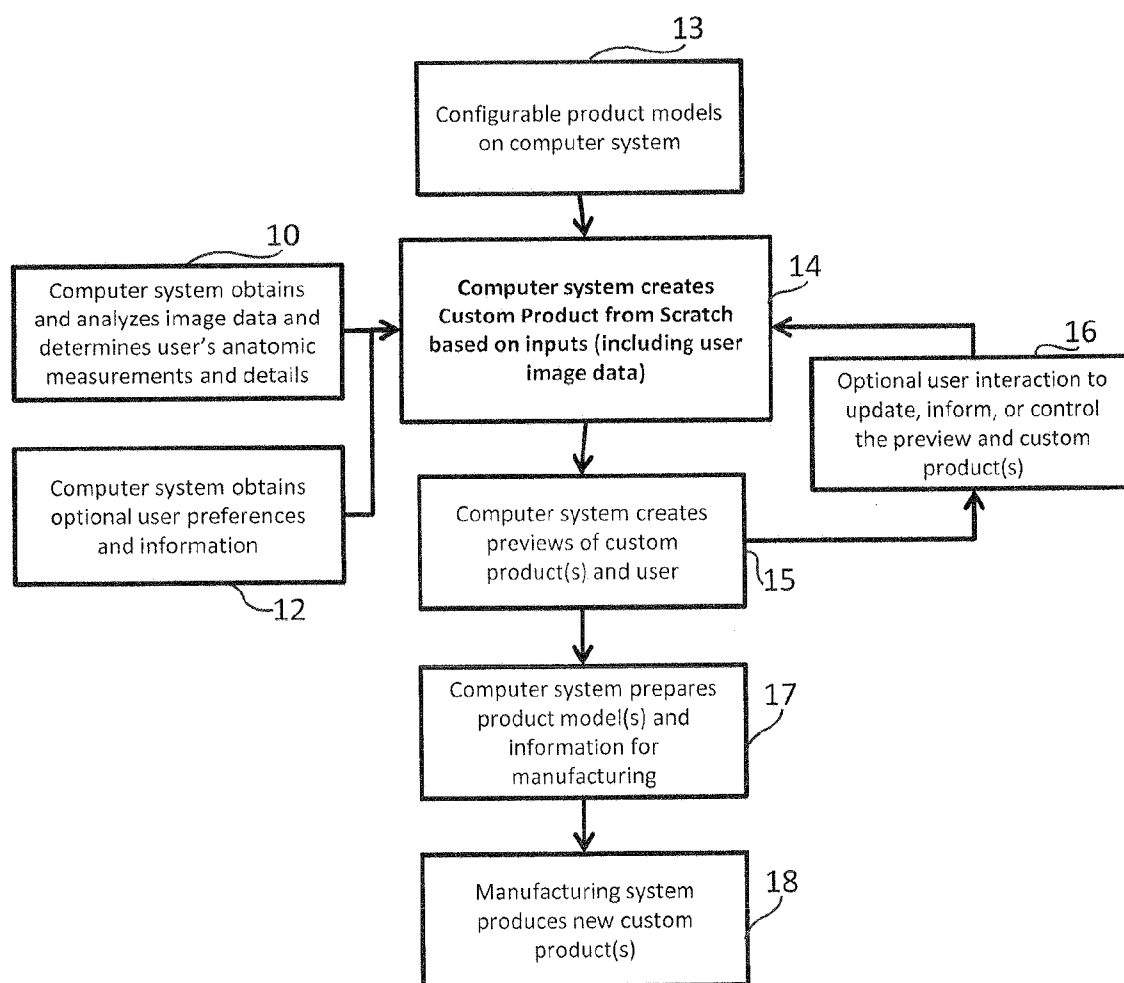 13
Configurable product models
on computer system
10
Computer system obtains
and analyzes image data and
determines user's anatomic
measurements and details
Computer system creates
Custom Product from Scratch
based on inputs (including user
image data)
14
16
Optional user interaction to
update, inform, or control
the preview and custom
product(s)
Computer system obtains
optional user preferences
and information
12
Computer system creates
previews of custom
product(s) and user
15
Computer system prepares
product model(s) and
information for
manufacturing
17
Manufacturing system
produces new custom
product(s)
18